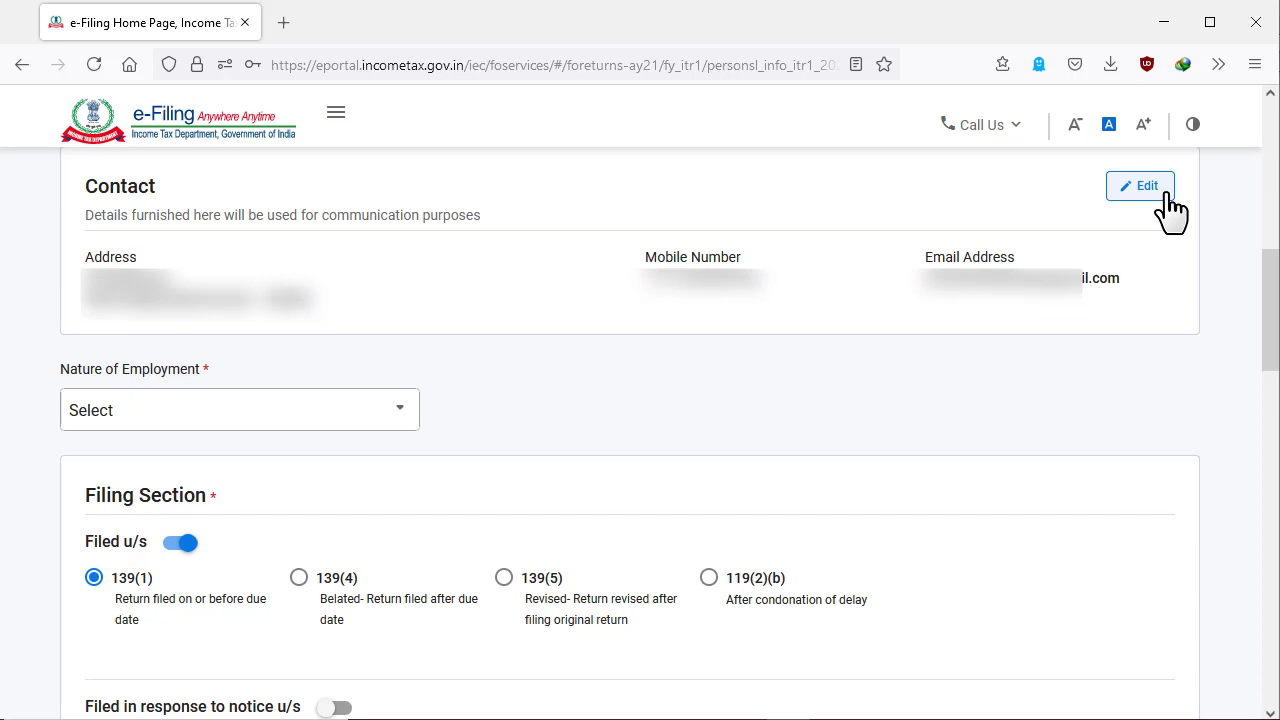 e-Filing Home Page, Income Ta
https://eportal.incometax.gov.in/iec/foservices/#/foreturns-ay21/fy_itr1/personsl_info_itr1_20
e-Filing Anywhere Anytime
Income Tax Department, Government of India
Call Us
A-
A
A+
Contact
Edit
Details furnished here will be used for communication purposes
Address
Mobile Number
Email Address
il.com
Nature of Employment *
Select
Filing Section *
Filed u/s
139(1)
Return filed on or before due
date
139(4)
Belated- Return filed after due
date
139(5)
Revised- Return revised after
filing original return
119(2)(b)
After condonation of delay
Filed in response to notice u/s